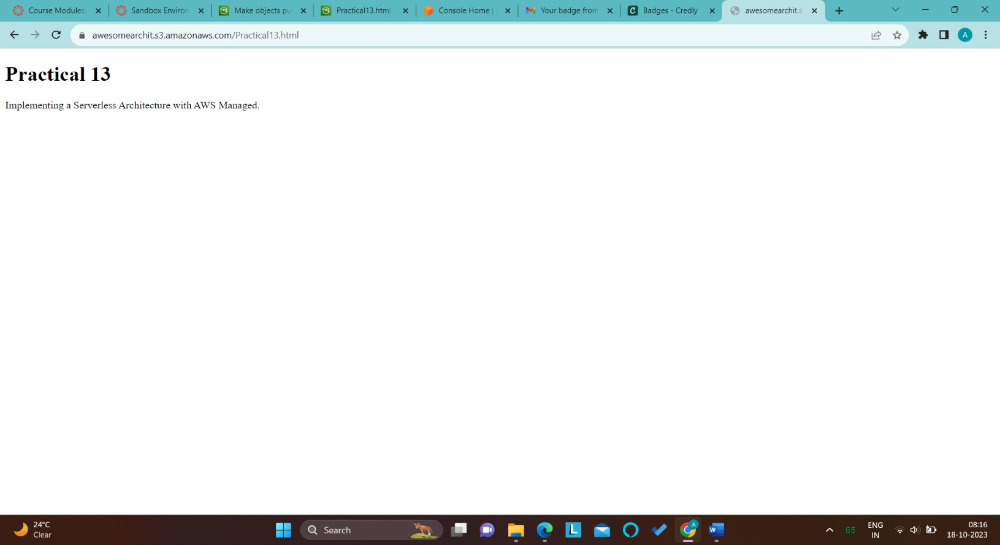 Course Modules: Sandbox Environ Make objects pu Practical13.html Console Home | Your badge from Badges - Credly awesomearchit.s
awesomearchit.s3.amazonaws.com/Practical13.html A
Practical 13
Implementing a Serverless Architecture with AWS Managed.
24°C
Clear
Search
L
A
W
65
ENG
IN
08:16
18-10-2023